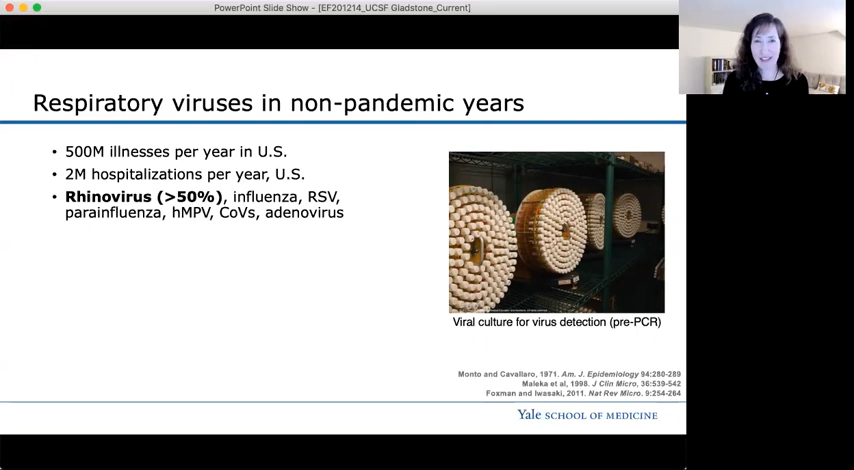 PowerPoint Slide Show - [EF201214_UCSF Gladstone_Current]
Respiratory viruses in non-pandemic years
• 500M illnesses per year in U.S.
• 2M hospitalizations per year, U.S.
• Rhinovirus (>50%), influenza, RSV,
parainfluenza, hMPV, CoVs, adenovirus
Viral culture for virus detection (pre-PCR)
Monto and Cavallaro, 1971. Am. J. Epidemiology 94:280-289
Maleka et al, 1998. J Clin Micro, 36:539-542
Foxman and Iwasaki, 2011. Nat Rev Micro. 9:254-264
Yale SCHOOL OF MEDICINE